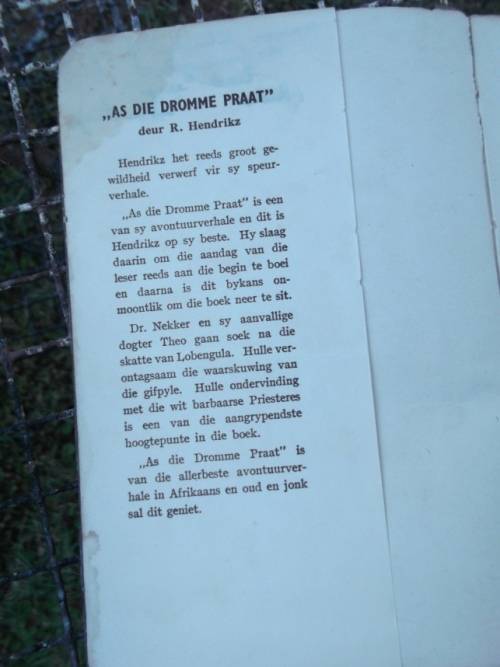 „AS DIE DROMME PRAAT”
deur R. Hendrikz
Hendrikz het reeds groot ge-
wildheid verwerf vir sy speur-
verhale.
„As die Dromme Praat” is een
van sy avontuurverhale en dit is
Hendrikz op sy beste. Hy slaag
daarin om die aandag van die
leser reeds aan die begin te boei
en daarna is dit bykans on-
moontlik om die boek neer te sit.
Dr. Nekker en sy aanvallige
dogter Theo gaan soek na die
skatte van Lobengula. Hulle ver-
ontagsaam die waarskuwing van
die gifpyle. Hulle ondervinding
met die wit barbaarse Priesteres
is een van die aangrypendste
hoogtepunte in die boek.
„As die Dromme Praat” is
van die allerbeste avontuurver-
hale in Afrikaans en oud en jonk
sal dit geniet.